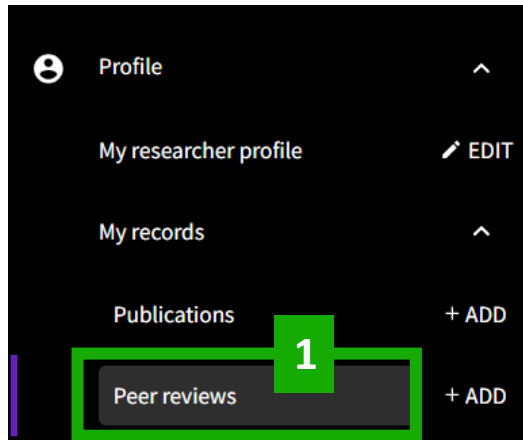 Profile
My researcher profile EDIT
My records
Publications + ADD
1
Peer reviews + ADD